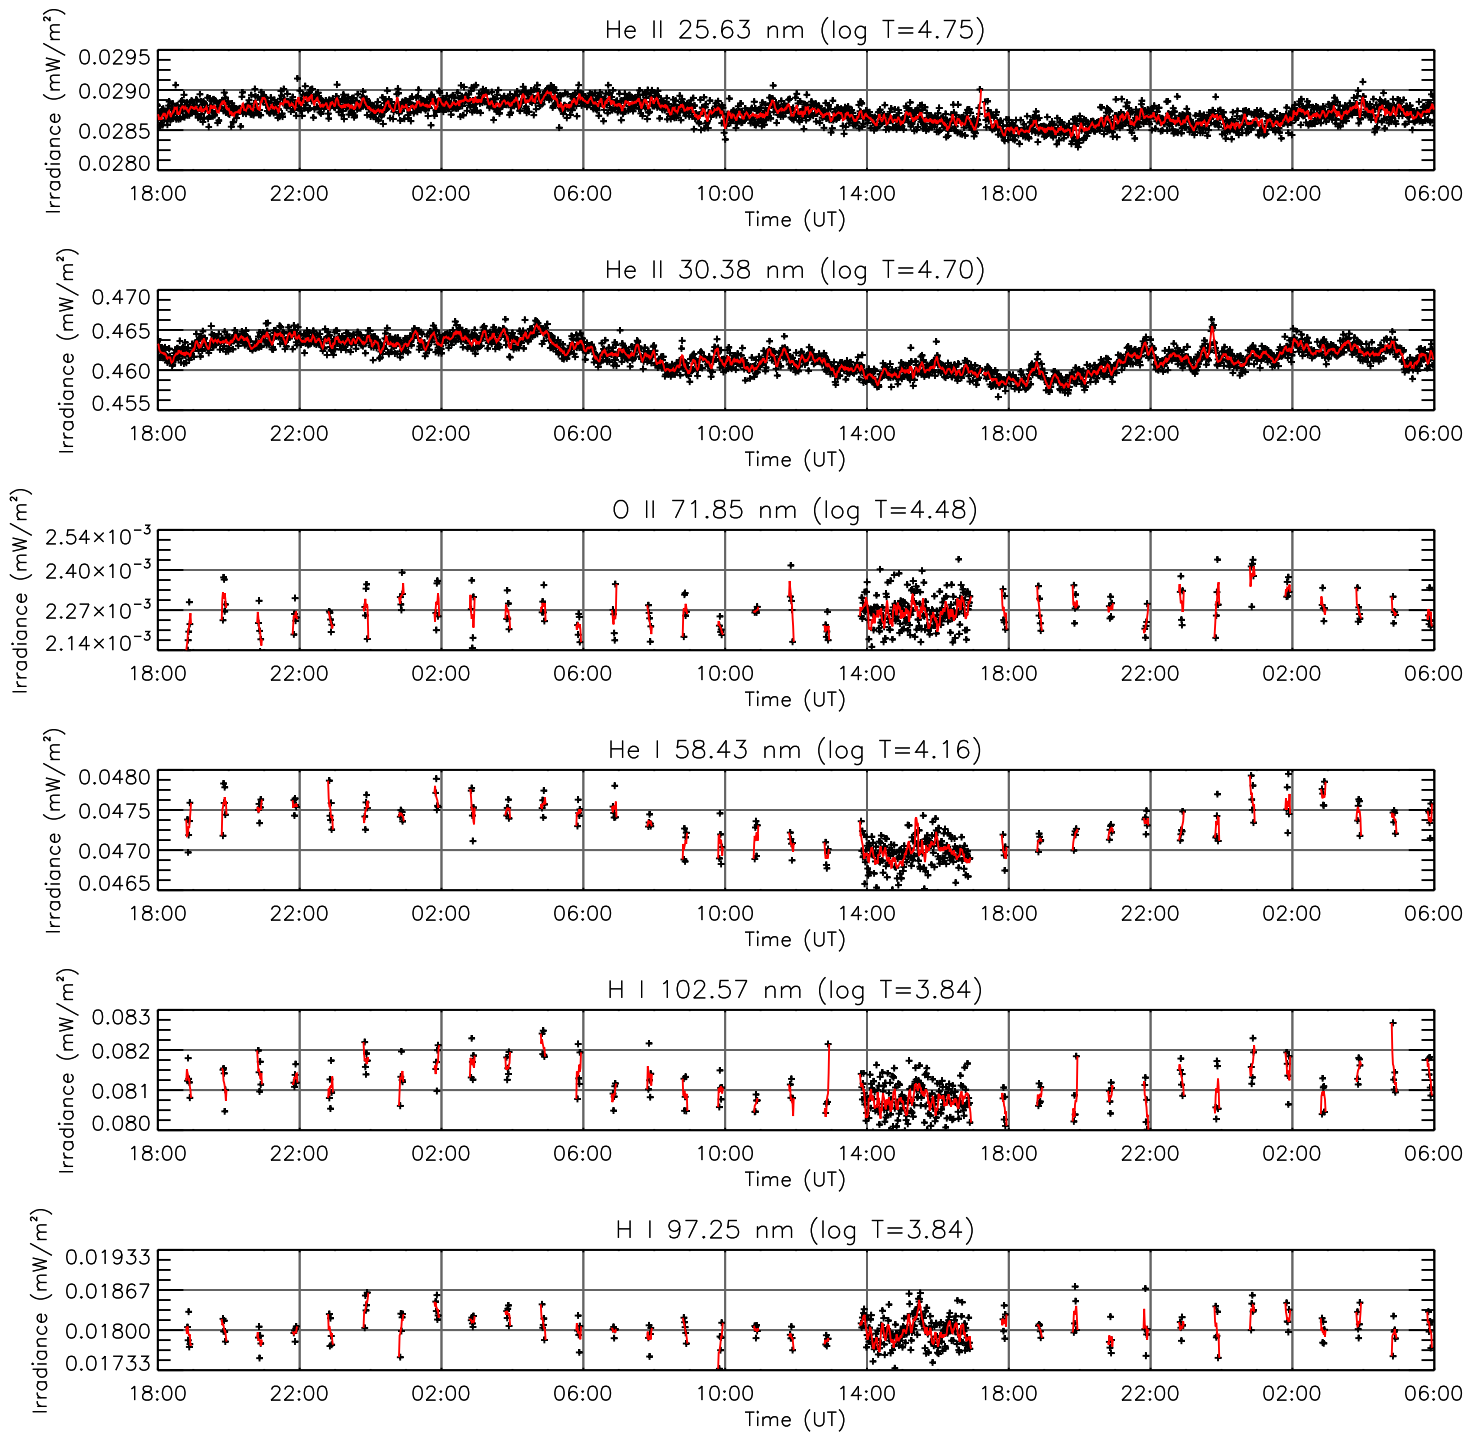 He II 25.63 nm (log T=4.75)
Irradiance (mW/m²)
0.0295
0.0290
0.0285
0.0280
18:00 22:00 02:00 06:00 10:00 14:00 18:00 22:00 02:00 06:00
Time (UT)
He II 30.38 nm (log T=4.70)
Irradiance (mW/m²)
0.470
0.465
0.460
0.455
18:00 22:00 02:00 06:00 10:00 14:00 18:00 22:00 02:00 06:00
Time (UT)
O II 71.85 nm (log T=4.48)
Irradiance (mW/m²)
2.54×10⁻³
2.40×10⁻³
2.27×10⁻³
2.14×10⁻³
18:00 22:00 02:00 06:00 10:00 14:00 18:00 22:00 02:00 06:00
Time (UT)
He I 58.43 nm (log T=4.16)
Irradiance (mW/m²)
0.0480
0.0475
0.0470
0.0465
18:00 22:00 02:00 06:00 10:00 14:00 18:00 22:00 02:00 06:00
Time (UT)
H I 102.57 nm (log T=3.84)
Irradiance (mW/m²)
0.083
0.082
0.081
0.080
18:00 22:00 02:00 06:00 10:00 14:00 18:00 22:00 02:00 06:00
Time (UT)
H I 97.25 nm (log T=3.84)
Irradiance (mW/m²)
0.01933
0.01867
0.01800
0.01733
18:00 22:00 02:00 06:00 10:00 14:00 18:00 22:00 02:00 06:00
Time (UT)